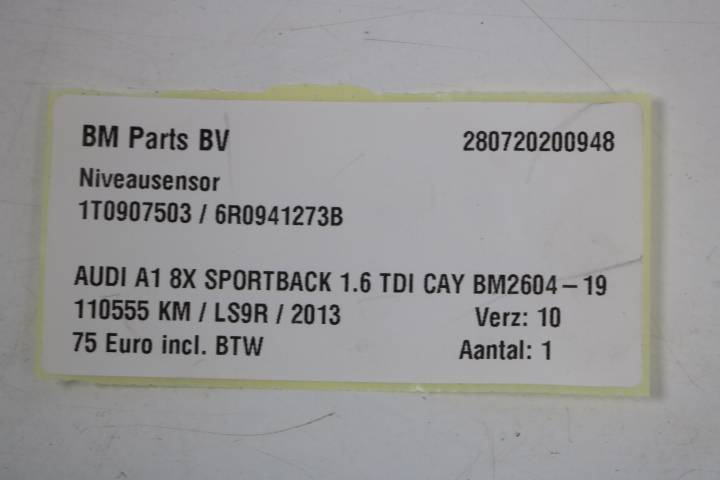 BM Parts BV 280720200948
Niveausensor
1T0907503 / 6R0941273B
AUDI A1 8X SPORTBACK 1.6 TDI CAY BM2604-19
110555 KM / LS9R / 2013 Verz: 10
75 Euro incl. BTW Aantal: 1